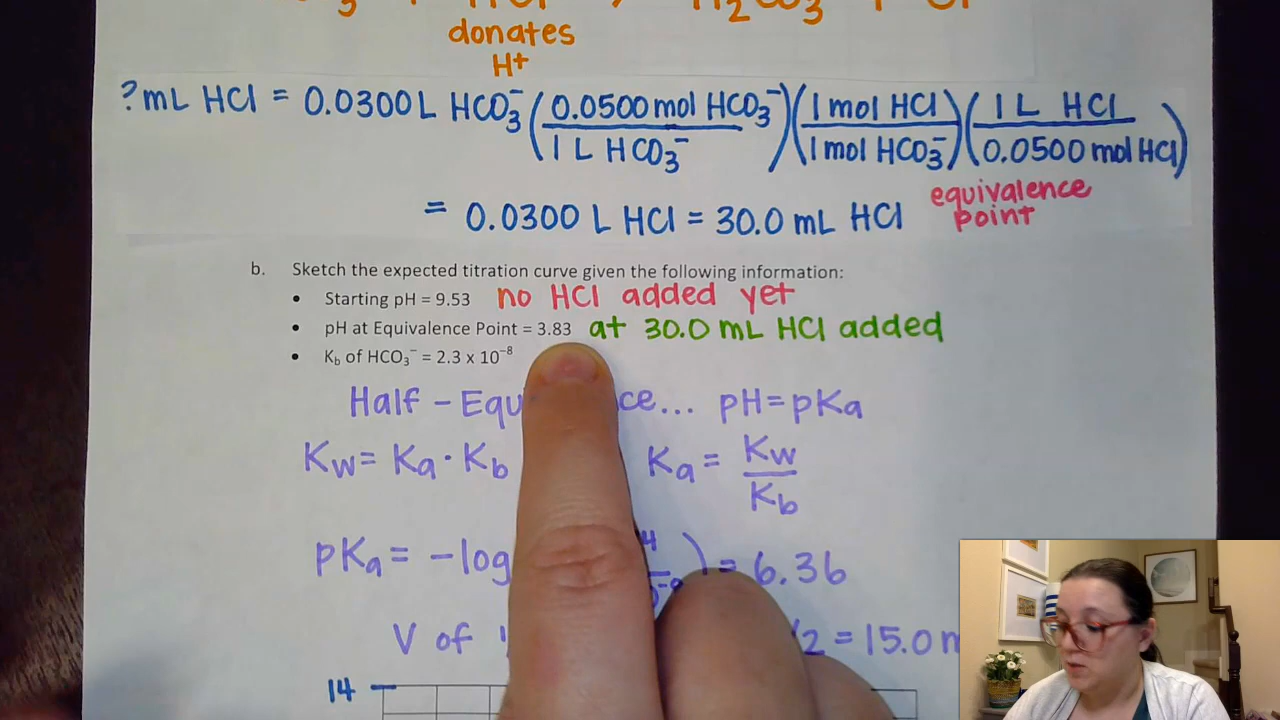 donates
H⁺
?mL HCl = 0.0300 L HCO₃⁻ (0.0500 mol HCO₃⁻ / 1 L HCO₃⁻)(1 mol HCl / 1 mol HCO₃⁻)(1 L HCl / 0.0500 mol HCl)
= 0.0300 L HCl = 30.0 mL HCl equivalence point
b. Sketch the expected titration curve given the following information:
• Starting pH = 9.53 no HCl added yet
• pH at Equivalence Point = 3.83 at 30.0 mL HCl added
• K_b of HCO₃⁻ = 2.3 x 10⁻⁸
Half - Equ ce... pH = pKa
Kw = Ka · Kb Ka = Kw / Kb
pKa = -log ) = 6.36
V of /2 = 15.0 m
14